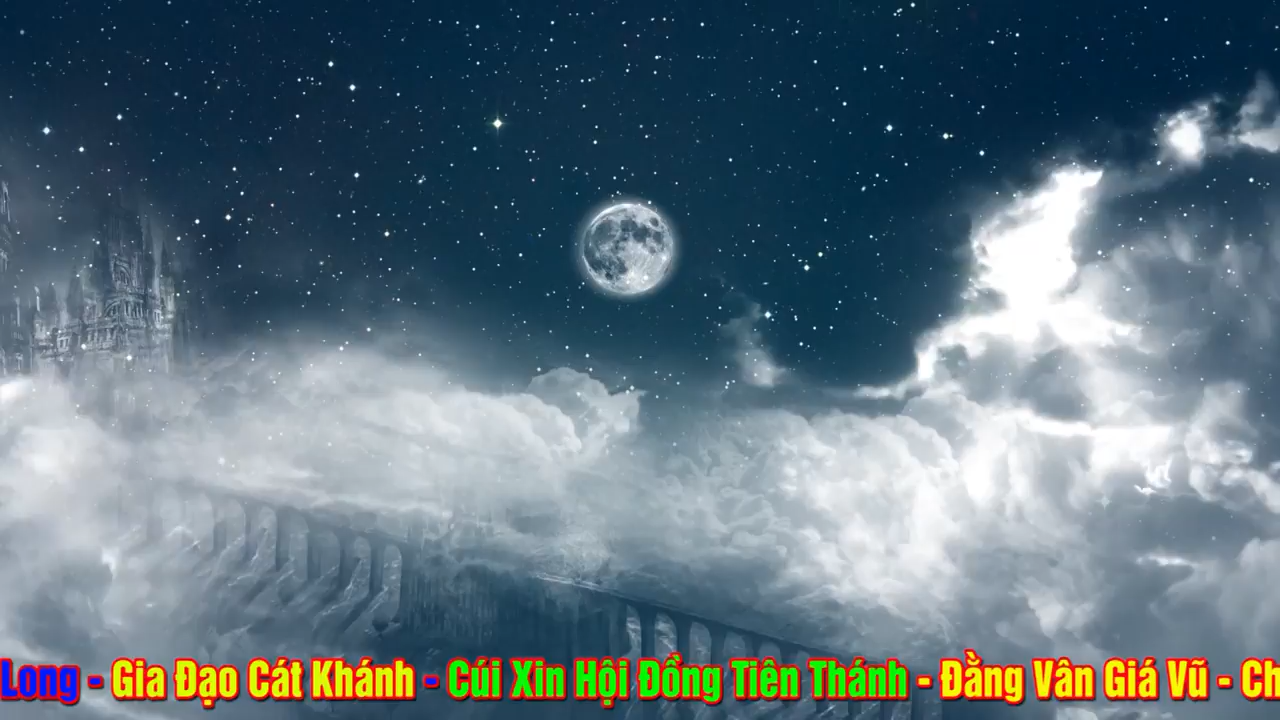 Long - Gia Đạo Cát Khánh - Cúi Xin Hội Đồng Tiên Thánh - Đằng Vân Giá Vũ - Ch